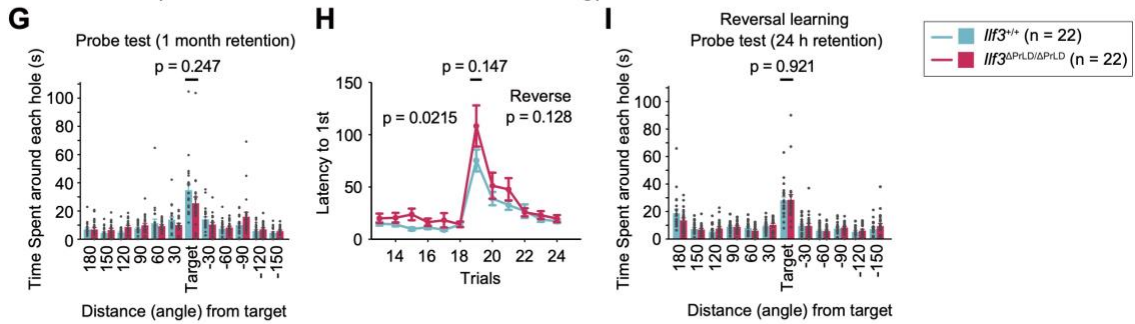 G
Probe test (1 month retention)
p = 0.247
Time Spent around each hole (s)
100
80
60
40
20
0
180
150
120
90
60
30
Target
-30
-60
-90
-120
-150
Distance (angle) from target
H
p = 0.147
Reverse
p = 0.0215
p = 0.128
Latency to 1st
150
100
50
0
14
16
18
20
22
24
Trials
I
Reversal learning
Probe test (24 h retention)
p = 0.921
Time Spent around each hole (s)
100
80
60
40
20
0
180
150
120
90
60
30
Target
-30
-60
-90
-120
-150
Distance (angle) from target
Ilf3+/+ (n = 22)
Ilf3ΔPrLD/ΔPrLD (n = 22)